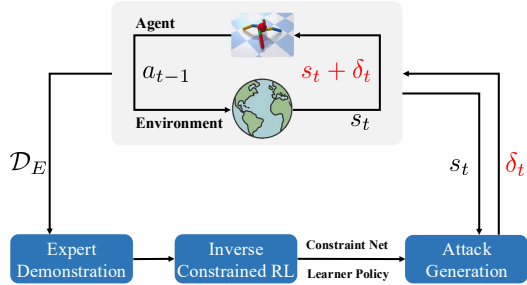 Agent
a_{t-1}
s_t + δ_t
Environment
s_t
𝒟_E
s_t
δ_t
Expert
Demonstration
Inverse
Constrained RL
Constraint Net
Learner Policy
Attack
Generation